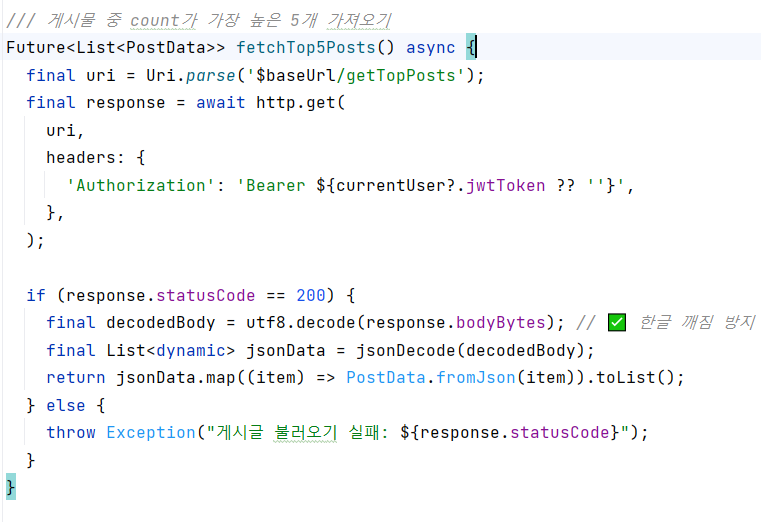 /// 게시물 중 count가 가장 높은 5개 가져오기
Future<List<PostData>> fetchTop5Posts() async {
  final uri = Uri.parse('$baseUrl/getTopPosts');
  final response = await http.get(
    uri,
    headers: {
      'Authorization': 'Bearer ${currentUser?.jwtToken ?? ''}',
    },
  );

  if (response.statusCode == 200) {
    final decodedBody = utf8.decode(response.bodyBytes); // ✅ 한글 깨짐 방지
    final List<dynamic> jsonData = jsonDecode(decodedBody);
    return jsonData.map((item) => PostData.fromJson(item)).toList();
  } else {
    throw Exception("게시글 불러오기 실패: ${response.statusCode}");
  }
}